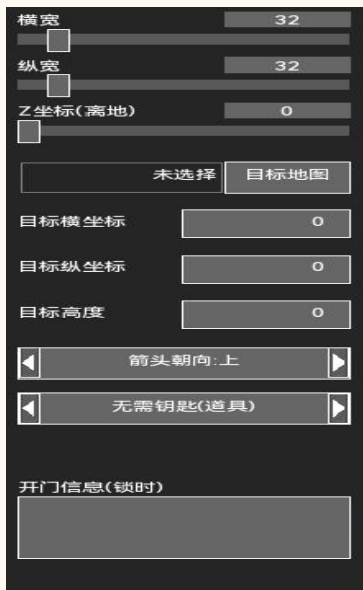 横宽 32
纵宽 32
Z坐标(离地) 0
未选择 目标地图
目标横坐标 0
目标纵坐标 0
目标高度 0
箭头朝向:上
无需钥匙(道具)
开门信息(锁时)